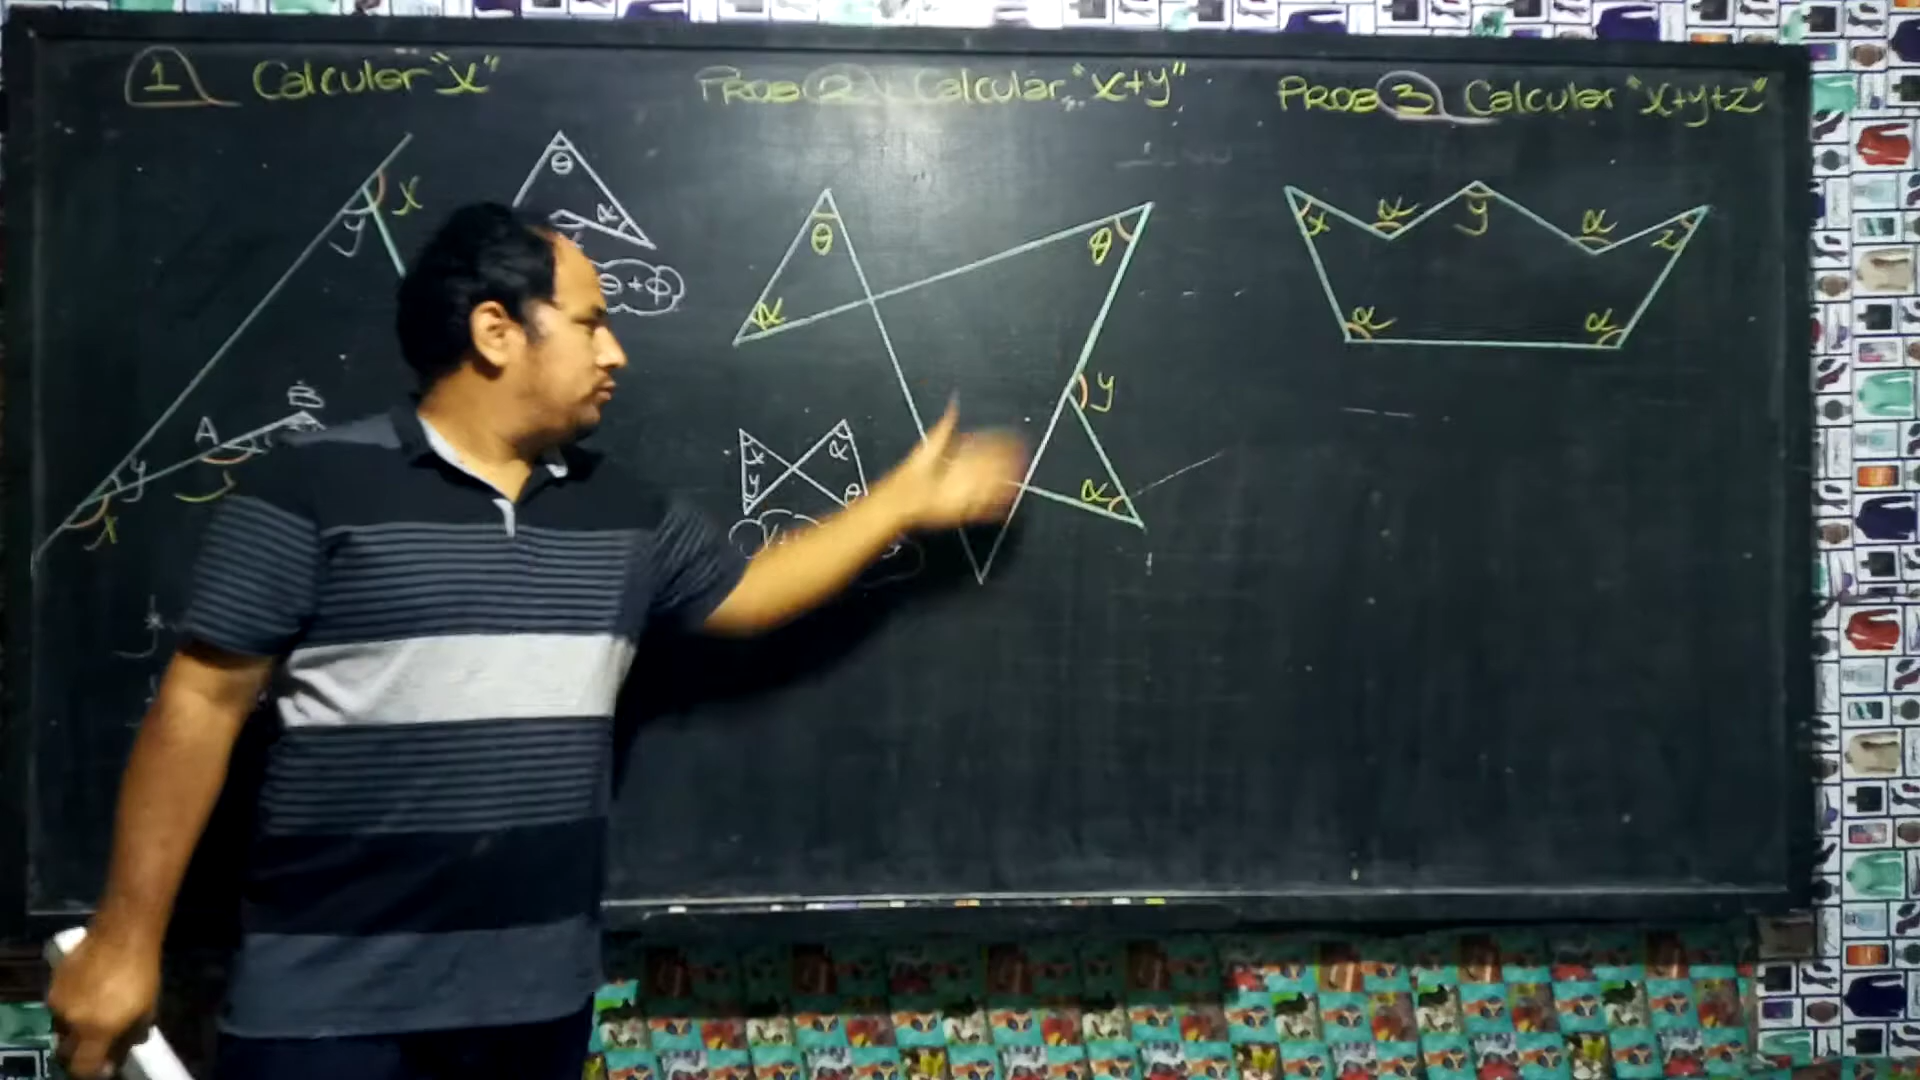 1 Calcular "x"
PROB 2 Calcular "x+y"
PROB 3 Calcular "x+y+z"
x
y
θ
α
θ+Φ
A
B
y
x
θ
α
θ
y
α
x
y
α
θ
x
α
y
α
z
α
α